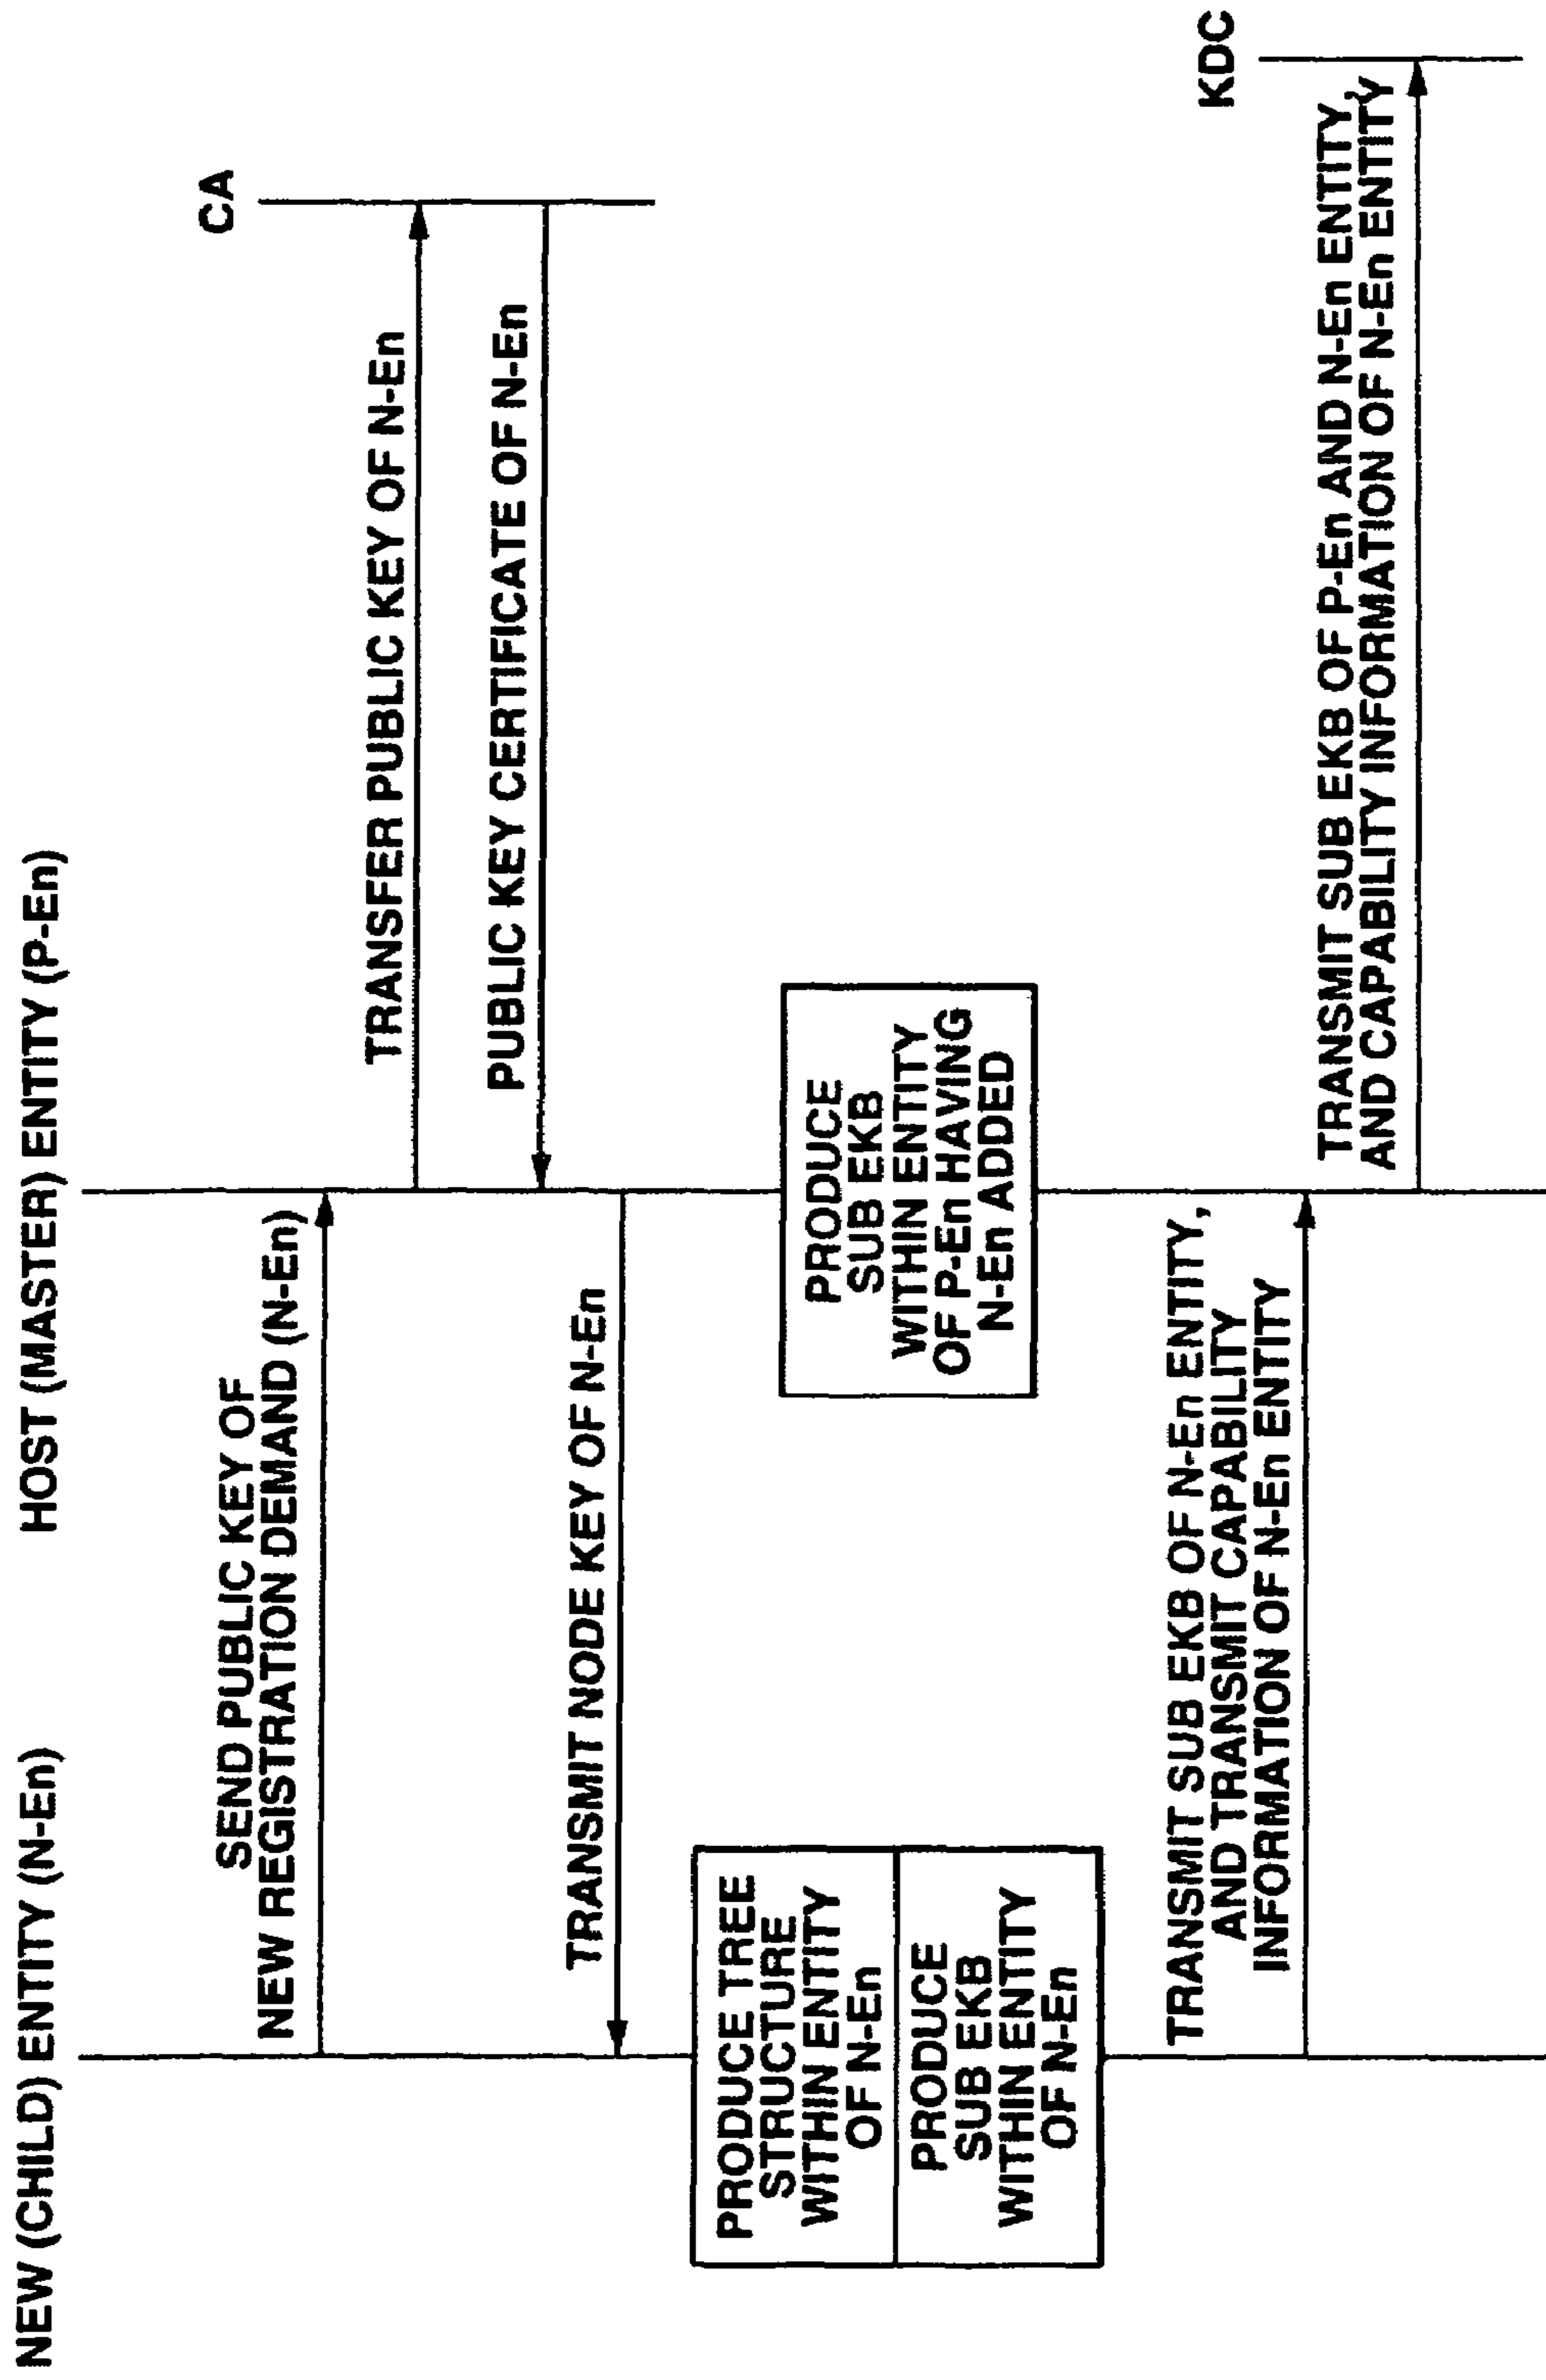 NEW (CHILD) ENTITY (N-En)
HOST (MASTER) ENTITY (P-En)
CA
SEND PUBLIC KEY OF
NEW REGISTRATION DEMAND (N-En)
TRANSFER PUBLIC KEY OF N-En
PUBLIC KEY CERTIFICATE OF N-En
TRANSMIT NODE KEY OF N-En
PRODUCE TREE
STRUCTURE
WITHIN ENTITY
OF N-En
PRODUCE
SUB EKB
WITHIN ENTITY
OF N-En
PRODUCE
SUB EKB
WITHIN ENTITY
OF P-En HAVING
N-En ADDED
TRANSMIT SUB EKB OF N-En ENTITY,
AND TRANSMIT CAPABILITY
INFORMATION OF N-En ENTITY
KDC
TRANSMIT SUB EKB OF P-En AND N-En ENTITY,
AND CAPABILITY INFORMATION OF N-En ENTITY